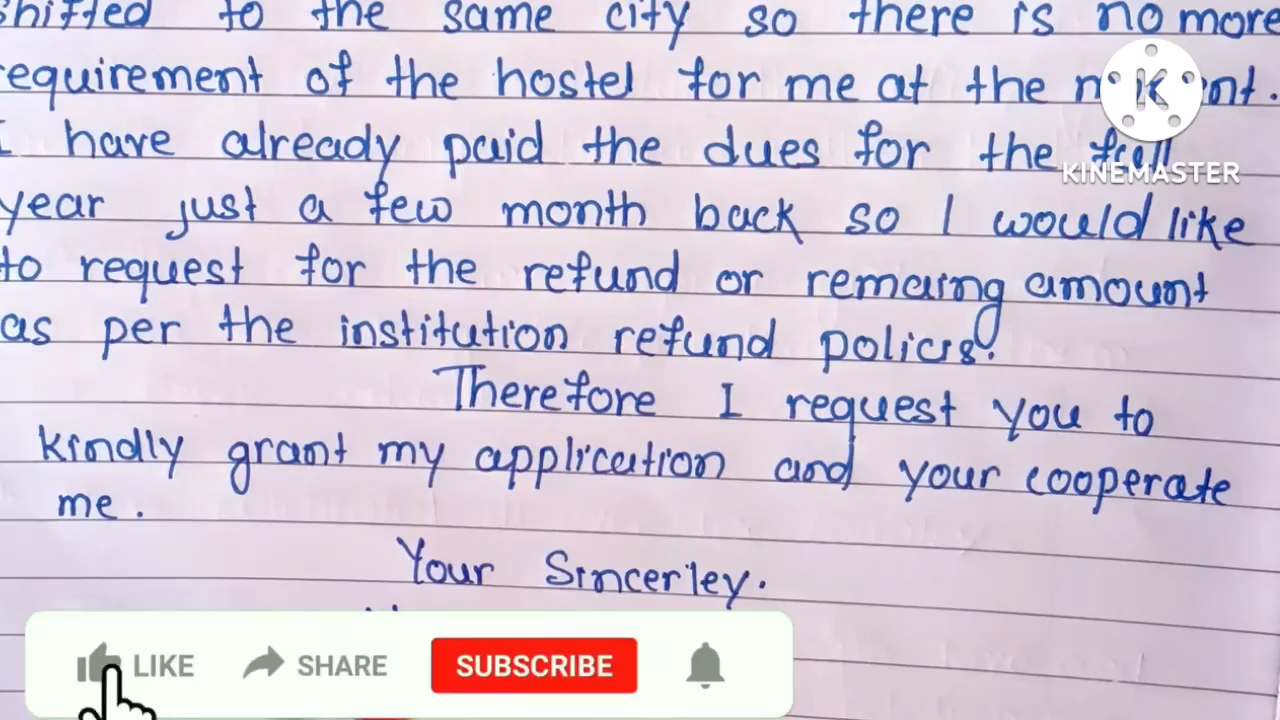 shifted to the same city so there is no more
requirement of the hostel for me at the
I have already paid the dues for the full
year just a few month back so I would like
to request for the refund or remaing amount
as per the institution refund policis.
Therefore I request you to
kindly grant my application and your cooperate
me.
Your Sincerley.
K
KINEMASTER
LIKE SHARE SUBSCRIBE